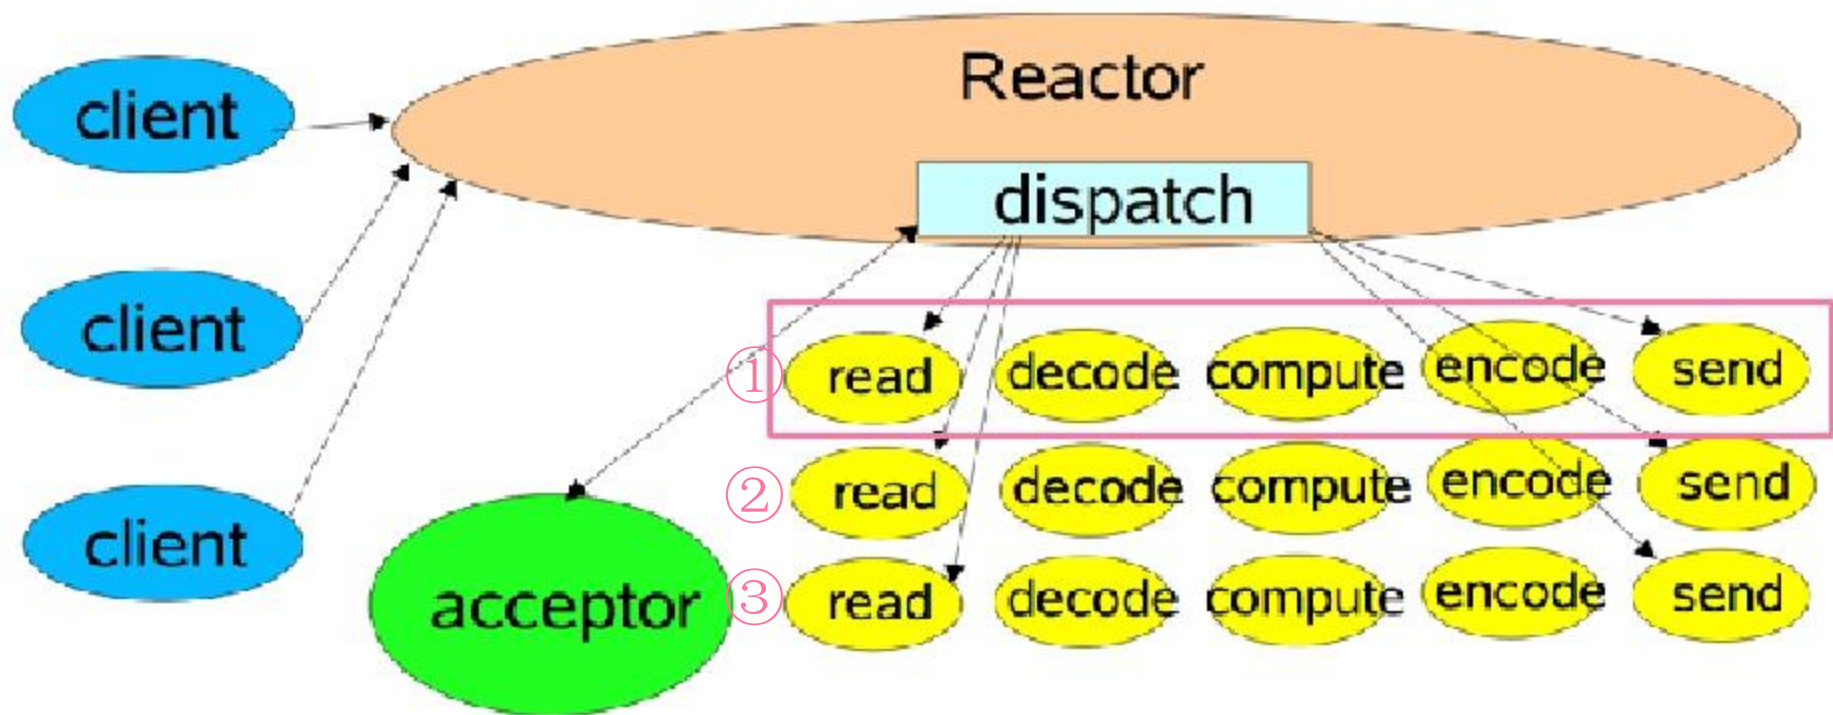 Reactor
client
dispatch
client
① read decode compute encode send
② read decode compute encode send
client
acceptor
③ read decode compute encode send